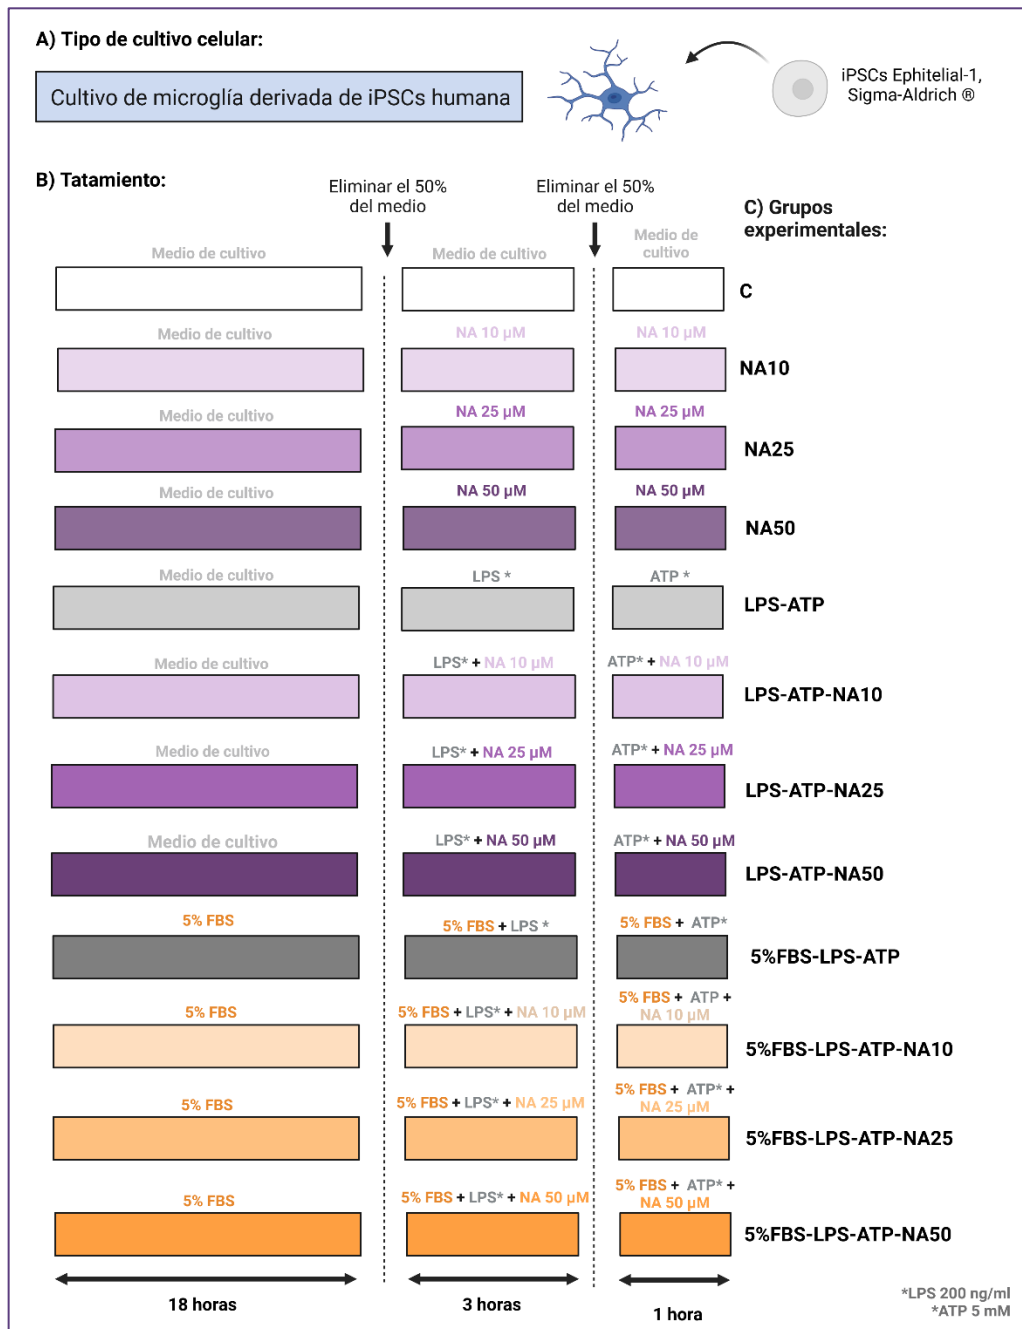 A) Tipo de cultivo celular:
Cultivo de microglía derivada de iPSCs humana
iPSCs Ephitelial-1,
Sigma-Aldrich ®
B) Tatamiento:
Eliminar el 50%
del medio
Eliminar el 50%
del medio
C) Grupos
experimentales:
Medio de cultivo
Medio de cultivo
Medio de
cultivo
C
Medio de cultivo
NA 10 µM
NA 10 µM
NA10
Medio de cultivo
NA 25 µM
NA 25 µM
NA25
Medio de cultivo
NA 50 µM
NA 50 µM
NA50
Medio de cultivo
LPS *
ATP *
LPS-ATP
Medio de cultivo
LPS* + NA 10 µM
ATP* + NA 10 µM
LPS-ATP-NA10
Medio de cultivo
LPS* + NA 25 µM
ATP* + NA 25 µM
LPS-ATP-NA25
Medio de cultivo
LPS* + NA 50 µM
ATP* + NA 50 µM
LPS-ATP-NA50
5% FBS
5% FBS + LPS *
5% FBS + ATP*
5%FBS-LPS-ATP
5% FBS
5% FBS + LPS* + NA 10 µM
5% FBS + ATP +
NA 10 µM
5%FBS-LPS-ATP-NA10
5% FBS
5% FBS + LPS* + NA 25 µM
5% FBS + ATP* +
NA 25 µM
5%FBS-LPS-ATP-NA25
5% FBS
5% FBS + LPS* + NA 50 µM
5% FBS + ATP* +
NA 50 µM
5%FBS-LPS-ATP-NA50
18 horas
3 horas
1 hora
*LPS 200 ng/ml
*ATP 5 mM